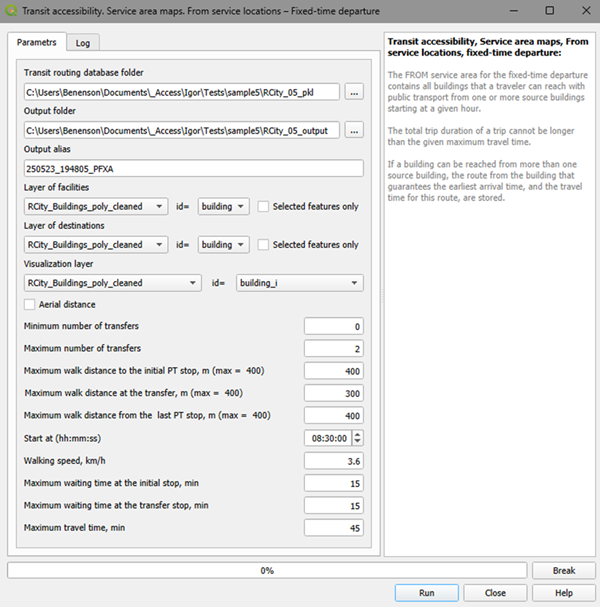 Transit accessibility. Service area maps. From service locations – Fixed-time departure
Parametrs
Log
Transit routing database folder
C:\Users\Benenson\Documents\_Access\Igor\Tests\sample5\RCity_05_pkl
...
Output folder
C:\Users\Benenson\Documents\_Access\Igor\Tests\sample5\RCity_05_output
...
Output alias
250523_194805_PFXA
Layer of facilities
RCity_Buildings_poly_cleaned id= building Selected features only
Layer of destinations
RCity_Buildings_poly_cleaned id= building Selected features only
Visualization layer
RCity_Buildings_poly_cleaned id= building_i
Aerial distance
Minimum number of transfers 0
Maximum number of transfers 2
Maximum walk distance to the initial PT stop, m (max = 400) 400
Maximum walk distance at the transfer, m (max = 400) 300
Maximum walk distance from the last PT stop, m (max = 400) 400
Start at (hh:mm:ss) 08:30:00
Walking speed, km/h 3.6
Maximum waiting time at the initial stop, min 15
Maximum waiting time at the transfer stop, min 15
Maximum travel time, min 45
Transit accessibility, Service area maps, From
service locations, fixed-time departure:
The FROM service area for the fixed-time departure
contains all buildings that a traveler can reach with
public transport from one or more source buildings
starting at a given hour.
The total trip duration of a trip cannot be longer
than the given maximum travel time.
If a building can be reached from more than one
source building, the route from the building that
guarantees the earliest arrival time, and the travel
time for this route, are stored.
0%
Break
Run
Close
Help